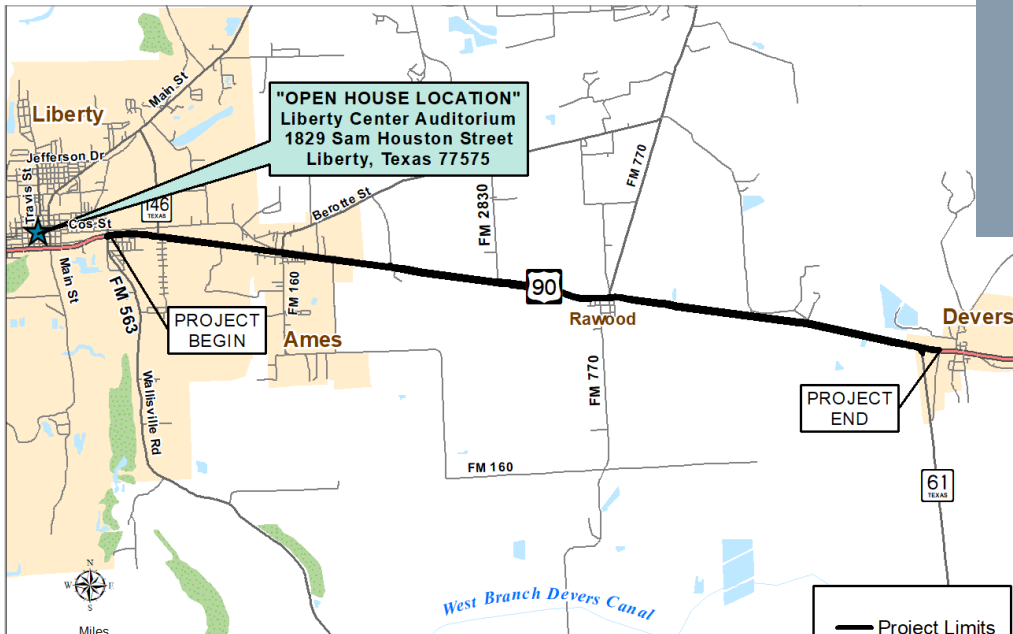 "OPEN HOUSE LOCATION"
Liberty Center Auditorium
1829 Sam Houston Street
Liberty, Texas 77575
Liberty
Main St
Jefferson Dr
Travis St
146
TEXAS
Cos St
Berotte St
FM 2830
FM 770
Main St
FM 563
PROJECT
BEGIN
FM 160
Ames
90
Rawood
Devers
Wallisville Rd
FM 770
PROJECT
END
FM 160
61
TEXAS
N
W
E
S
Miles
West Branch Devers Canal
Project Limits